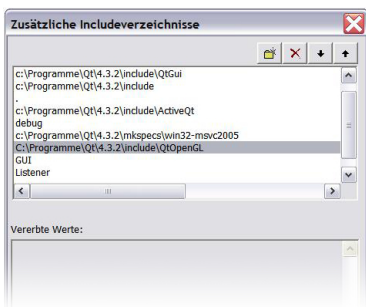 Zusätzliche Includeverzeichnisse
c:\Programme\Qt\4.3.2\include\QtGui
c:\Programme\Qt\4.3.2\include
.
c:\Programme\Qt\4.3.2\include\ActiveQt
debug
c:\Programme\Qt\4.3.2\mkspecs\win32-msvc2005
C:\Programme\Qt\4.3.2\include\QtOpenGL
GUI
Listener
Vererbte Werte: